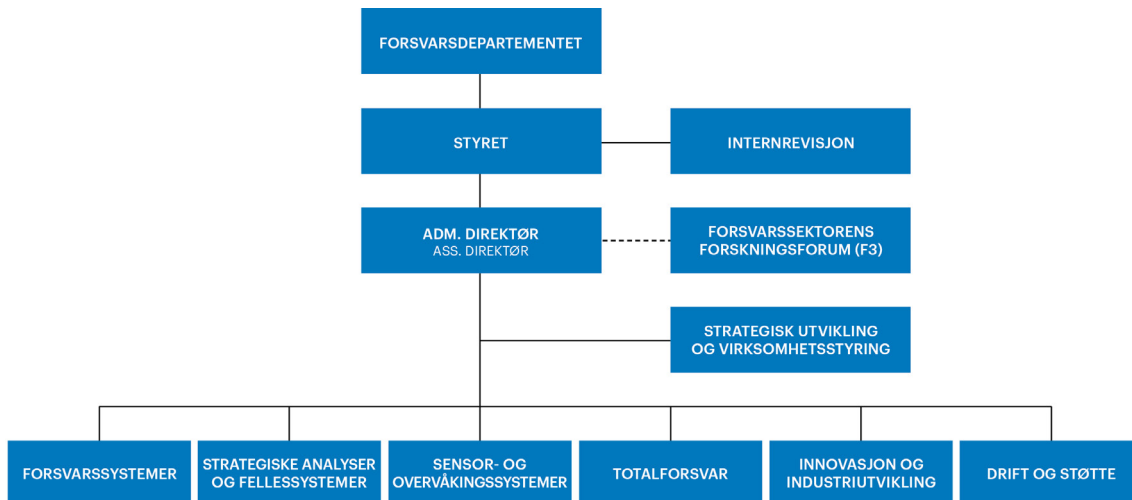 FORSVARSDEPARTEMENTET
STYRET
INTERNREVISJON
ADM. DIREKTØR
ASS. DIREKTØR
FORSVARSSEKTORENS
FORSKNINGSFORUM (F3)
STRATEGISK UTVIKLING
OG VIRKSOMHETSSTYRING
FORSVARSSYSTEMER
STRATEGISKE ANALYSER
OG FELLESSYSTEMER
SENSOR- OG
OVERVÅKINGSSYSTEMER
TOTALFORSVAR
INNOVASJON OG
INDUSTRIUTVIKLING
DRIFT OG STØTTE